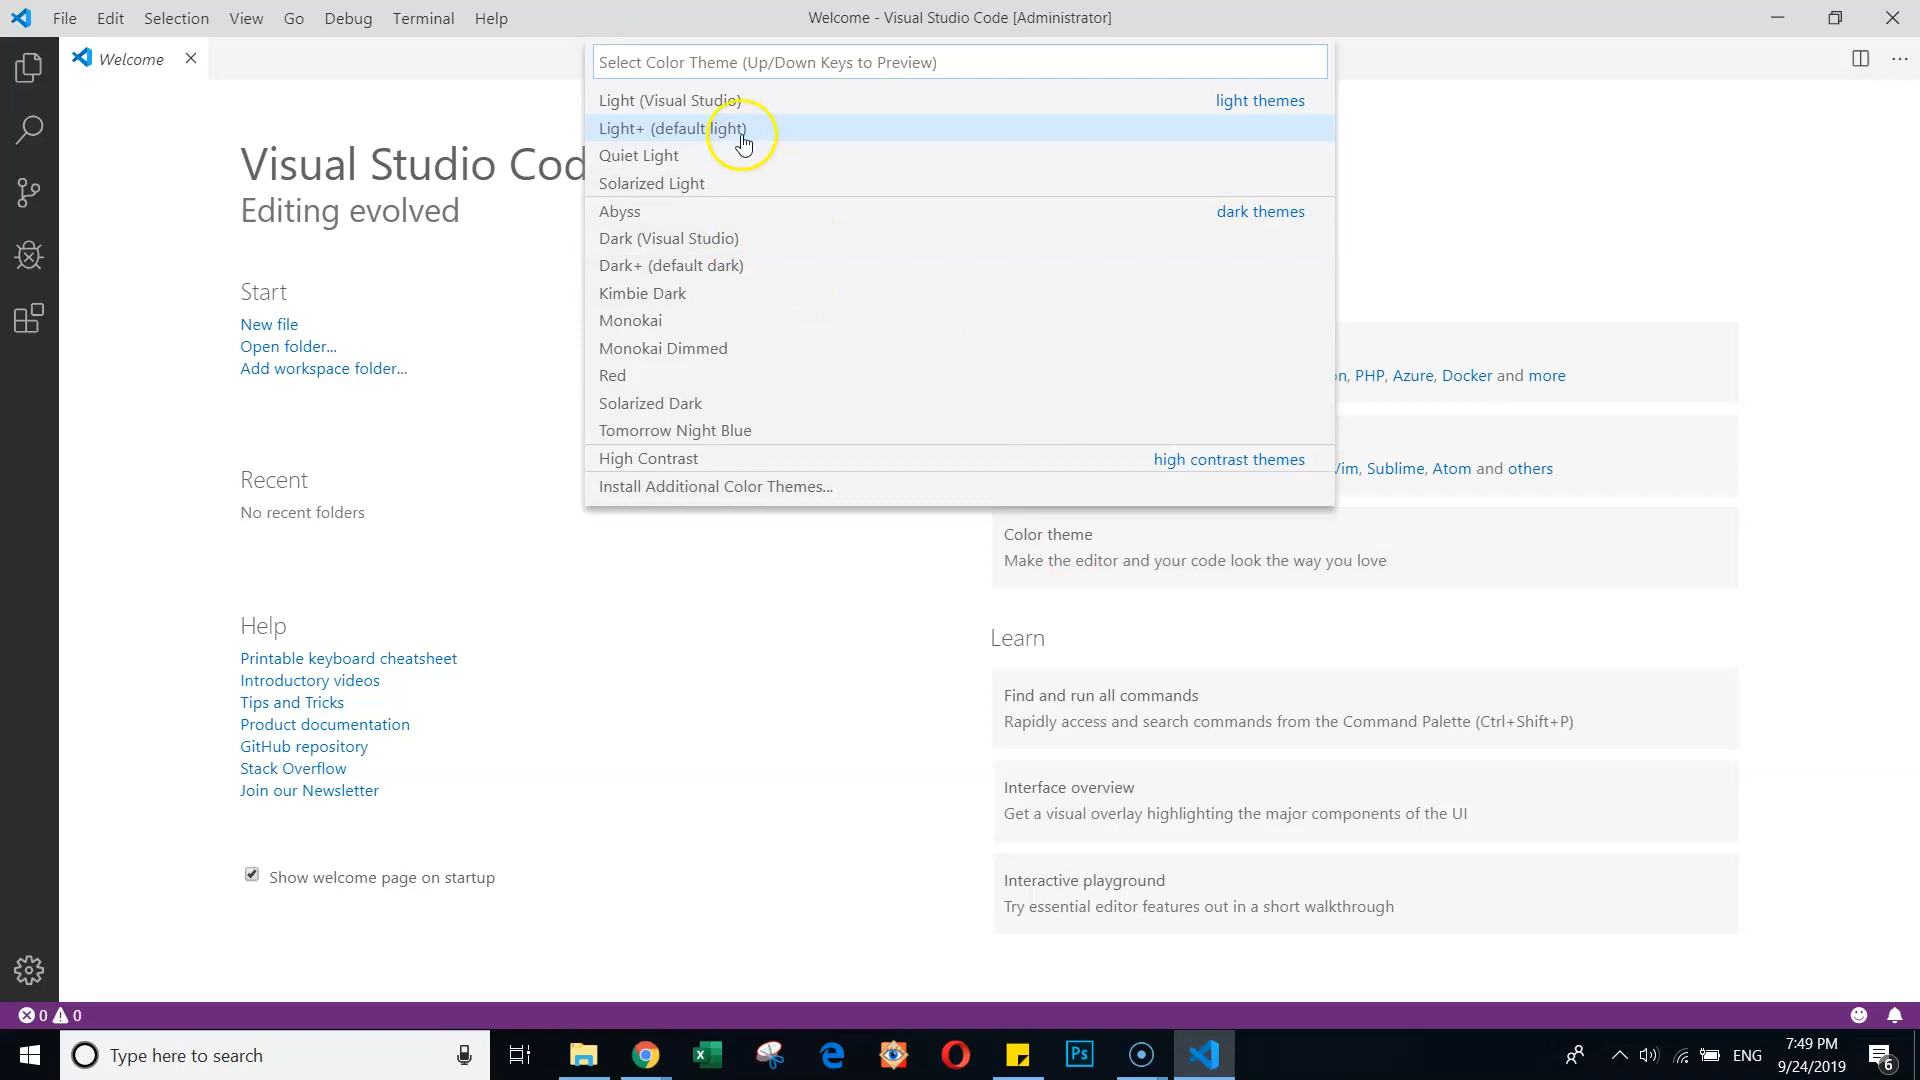 File Edit Selection View Go Debug Terminal Help
Welcome - Visual Studio Code [Administrator]
Welcome
Select Color Theme (Up/Down Keys to Preview)
Light (Visual Studio) light themes
Light+ (default light)
Quiet Light
Solarized Light
Abyss dark themes
Dark (Visual Studio)
Dark+ (default dark)
Kimbie Dark
Monokai
Monokai Dimmed
Red
Solarized Dark
Tomorrow Night Blue
High Contrast high contrast themes
Install Additional Color Themes...
Visual Studio Cod
Editing evolved
Start
New file
Open folder...
Add workspace folder...
Recent
No recent folders
Help
Printable keyboard cheatsheet
Introductory videos
Tips and Tricks
Product documentation
GitHub repository
Stack Overflow
Join our Newsletter
Show welcome page on startup
n, PHP, Azure, Docker and more
Vim, Sublime, Atom and others
Color theme
Make the editor and your code look the way you love
Learn
Find and run all commands
Rapidly access and search commands from the Command Palette (Ctrl+Shift+P)
Interface overview
Get a visual overlay highlighting the major components of the UI
Interactive playground
Try essential editor features out in a short walkthrough
0 0
Type here to search
Ps
ENG
7:49 PM
9/24/2019
6